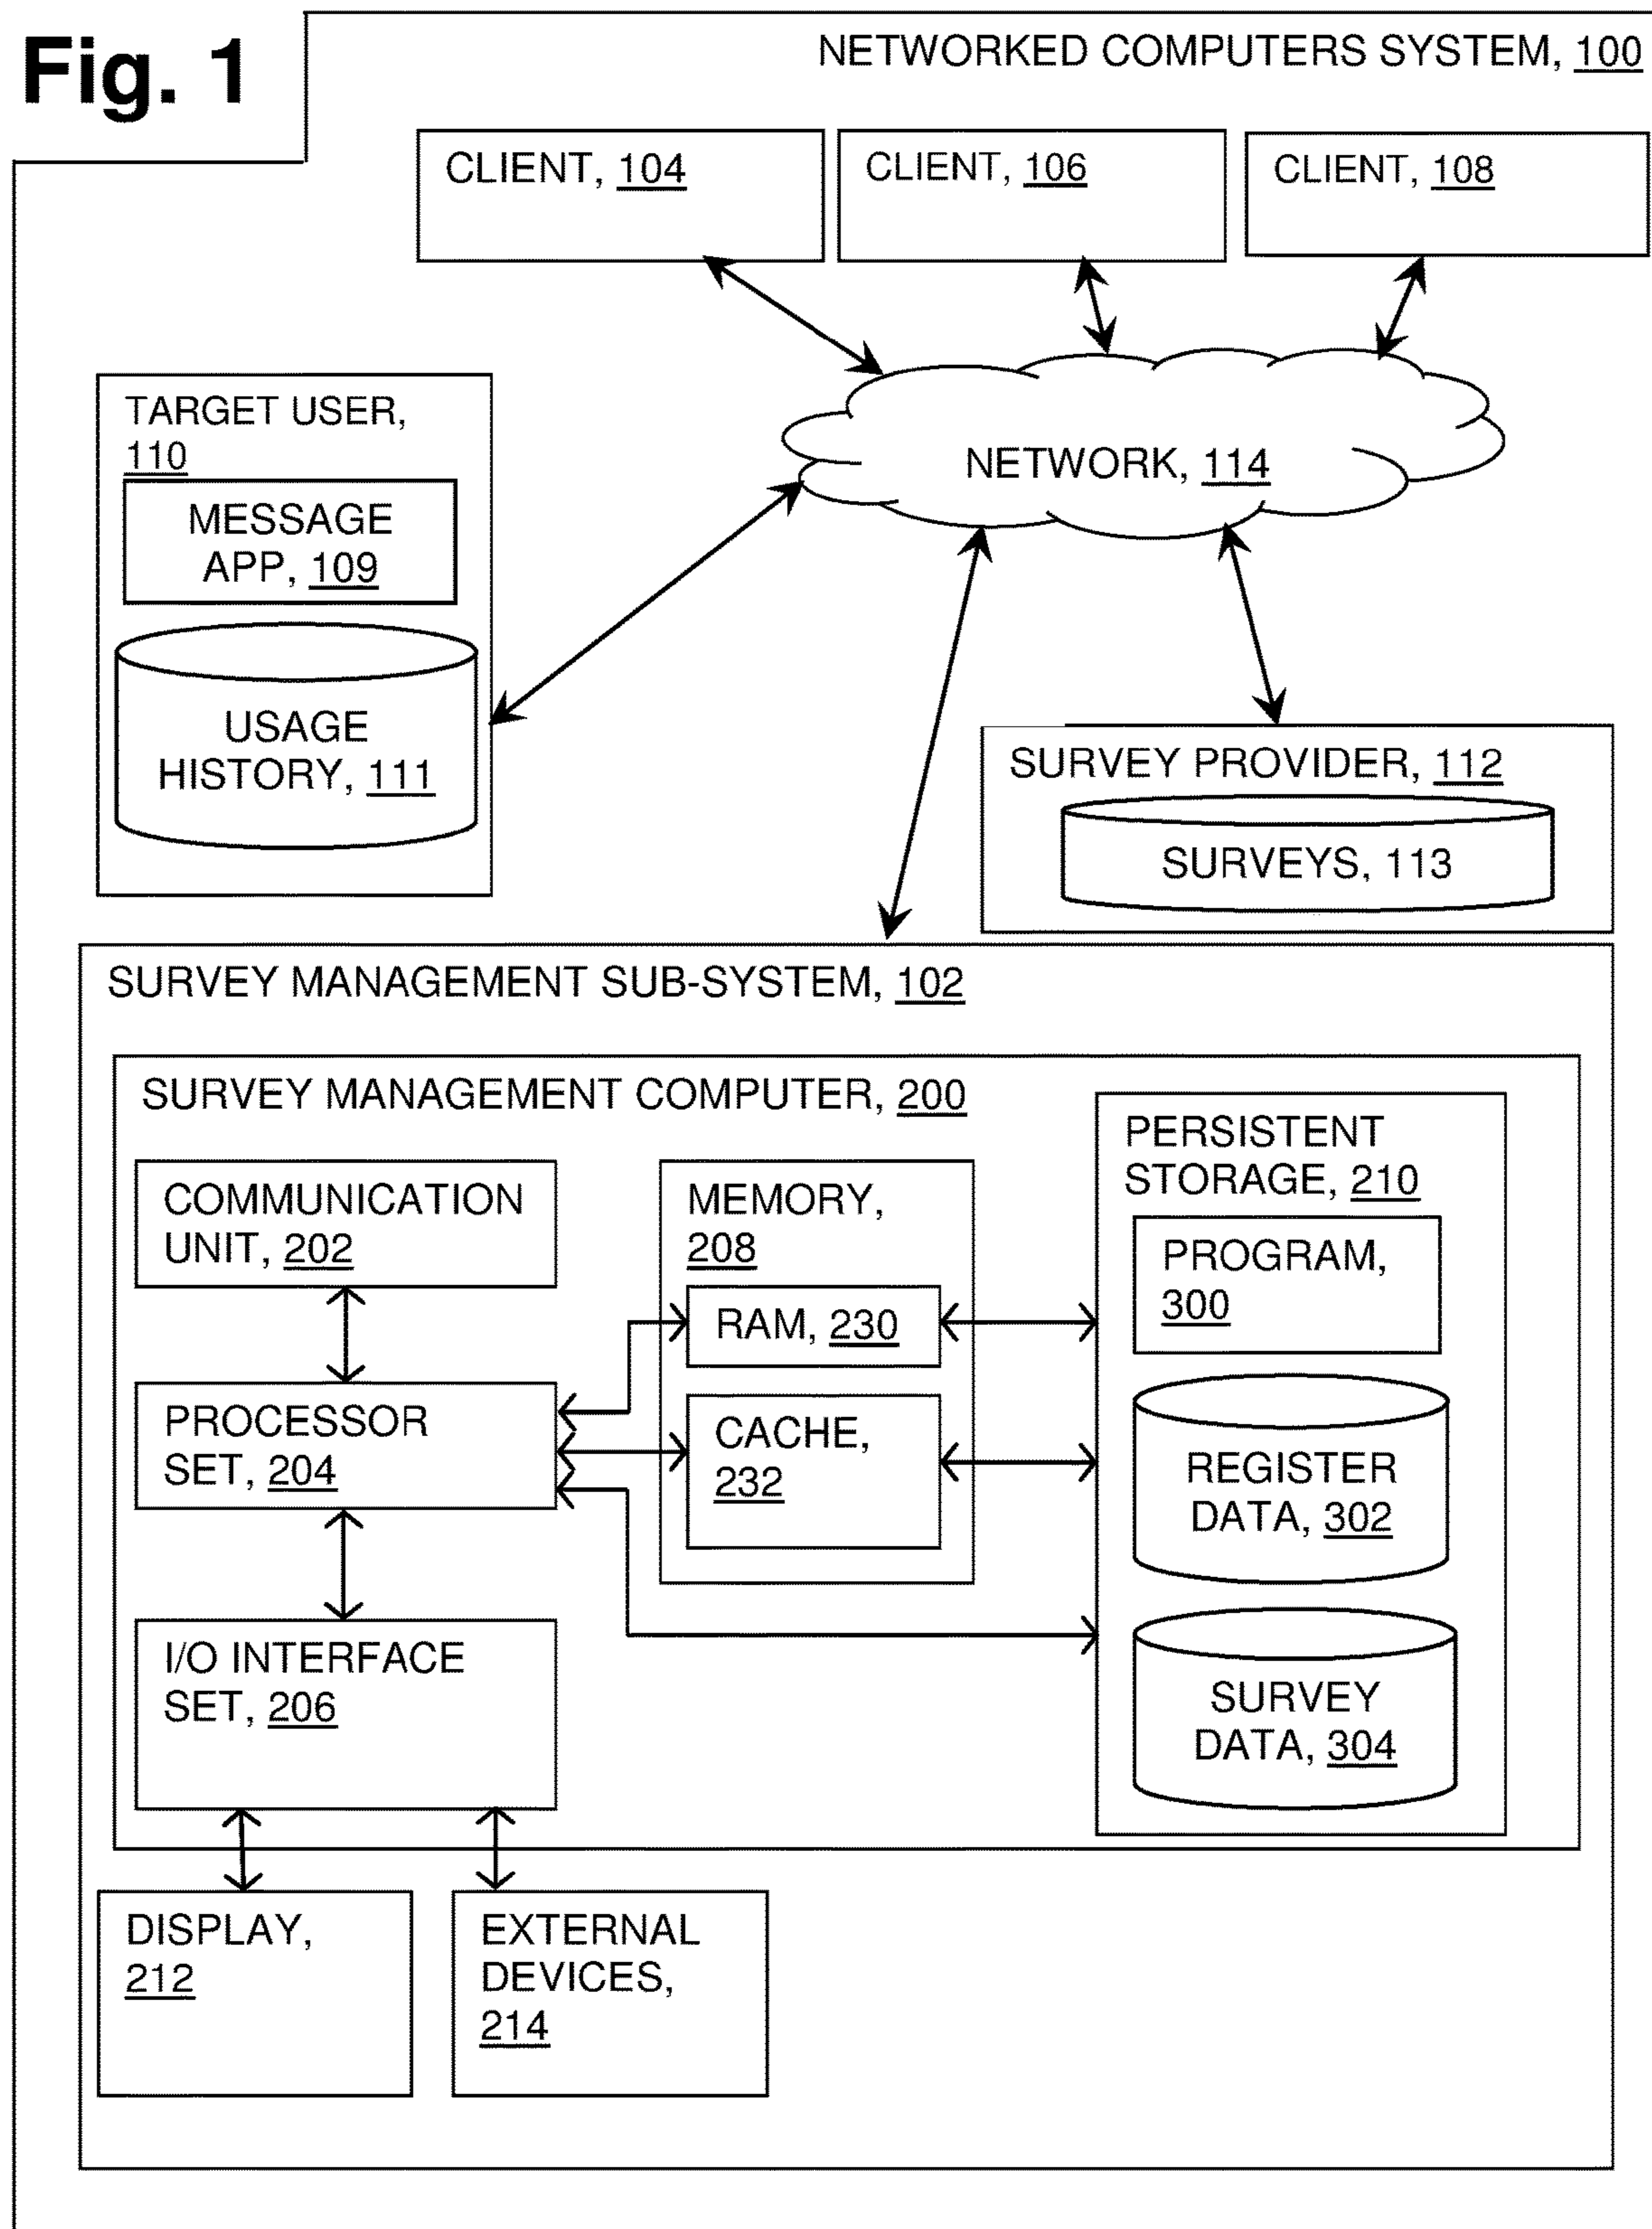 Fig. 1
NETWORKED COMPUTERS SYSTEM, 100
CLIENT, 104
CLIENT, 106
CLIENT, 108
TARGET USER,
110
MESSAGE
APP, 109
USAGE
HISTORY, 111
NETWORK, 114
SURVEY PROVIDER, 112
SURVEYS, 113
SURVEY MANAGEMENT SUB-SYSTEM, 102
SURVEY MANAGEMENT COMPUTER, 200
COMMUNICATION
UNIT, 202
PROCESSOR
SET, 204
I/O INTERFACE
SET, 206
MEMORY,
208
RAM, 230
CACHE,
232
PERSISTENT
STORAGE, 210
PROGRAM,
300
REGISTER
DATA, 302
SURVEY
DATA, 304
DISPLAY,
212
EXTERNAL
DEVICES,
214